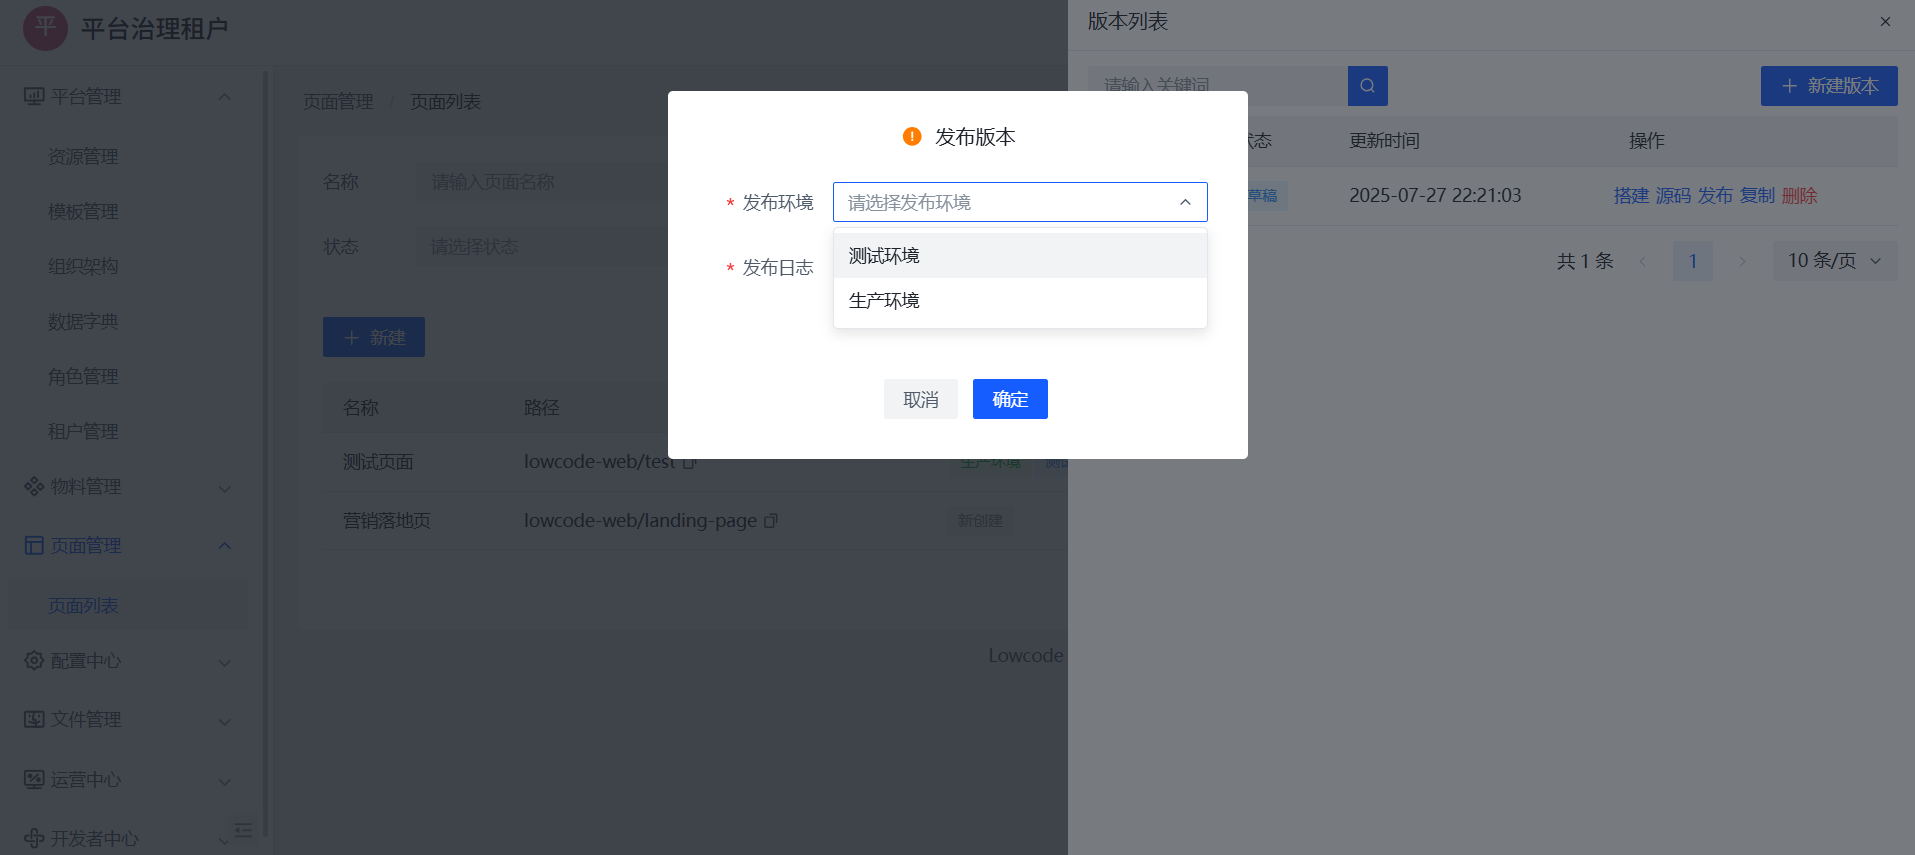 平 平台治理租户
平台管理
资源管理
模板管理
组织架构
数据字典
角色管理
租户管理
物料管理
页面管理
页面列表
配置中心
文件管理
运营中心
开发者中心
页面管理 / 页面列表
名称 请输入页面名称
状态 请选择状态
+ 新建
名称 路径
测试页面 lowcode-web/test 生产环境
营销落地页 lowcode-web/landing-page 新创建
Lowcode
发布版本
* 发布环境 请选择发布环境
测试环境
生产环境
* 发布日志
取消 确定
版本列表
请输入关键词
+ 新建版本
更新时间 操作
草稿 2025-07-27 22:21:03 搭建 源码 发布 复制 删除
共 1 条 1 10 条/页